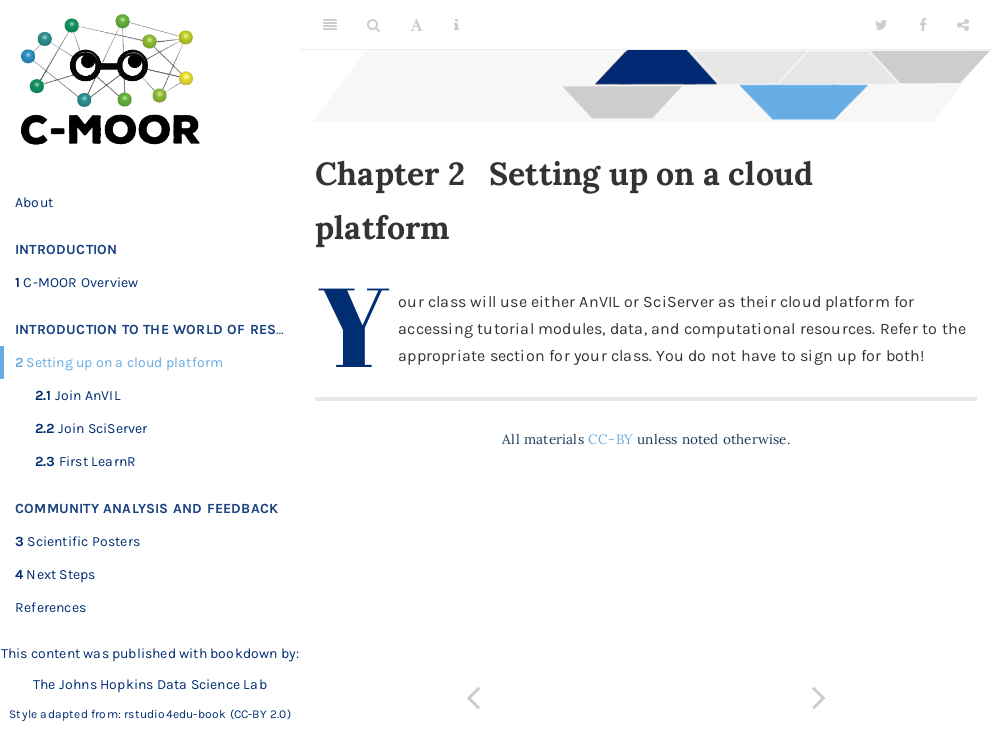 C-MOOR
About
INTRODUCTION
1 C-MOOR Overview
INTRODUCTION TO THE WORLD OF RES...
2 Setting up on a cloud platform
2.1 Join AnVIL
2.2 Join SciServer
2.3 First LearnR
COMMUNITY ANALYSIS AND FEEDBACK
3 Scientific Posters
4 Next Steps
References
This content was published with bookdown by:
The Johns Hopkins Data Science Lab
Style adapted from: rstudio4edu-book (CC-BY 2.0)
A
Chapter 2 Setting up on a cloud
platform
Your class will use either AnVIL or SciServer as their cloud platform for
accessing tutorial modules, data, and computational resources. Refer to the
appropriate section for your class. You do not have to sign up for both!
All materials CC-BY unless noted otherwise.